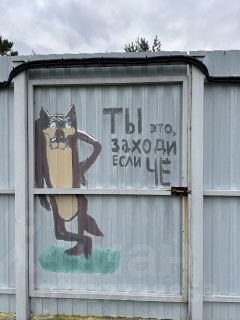 ты это,
заходи
если чё